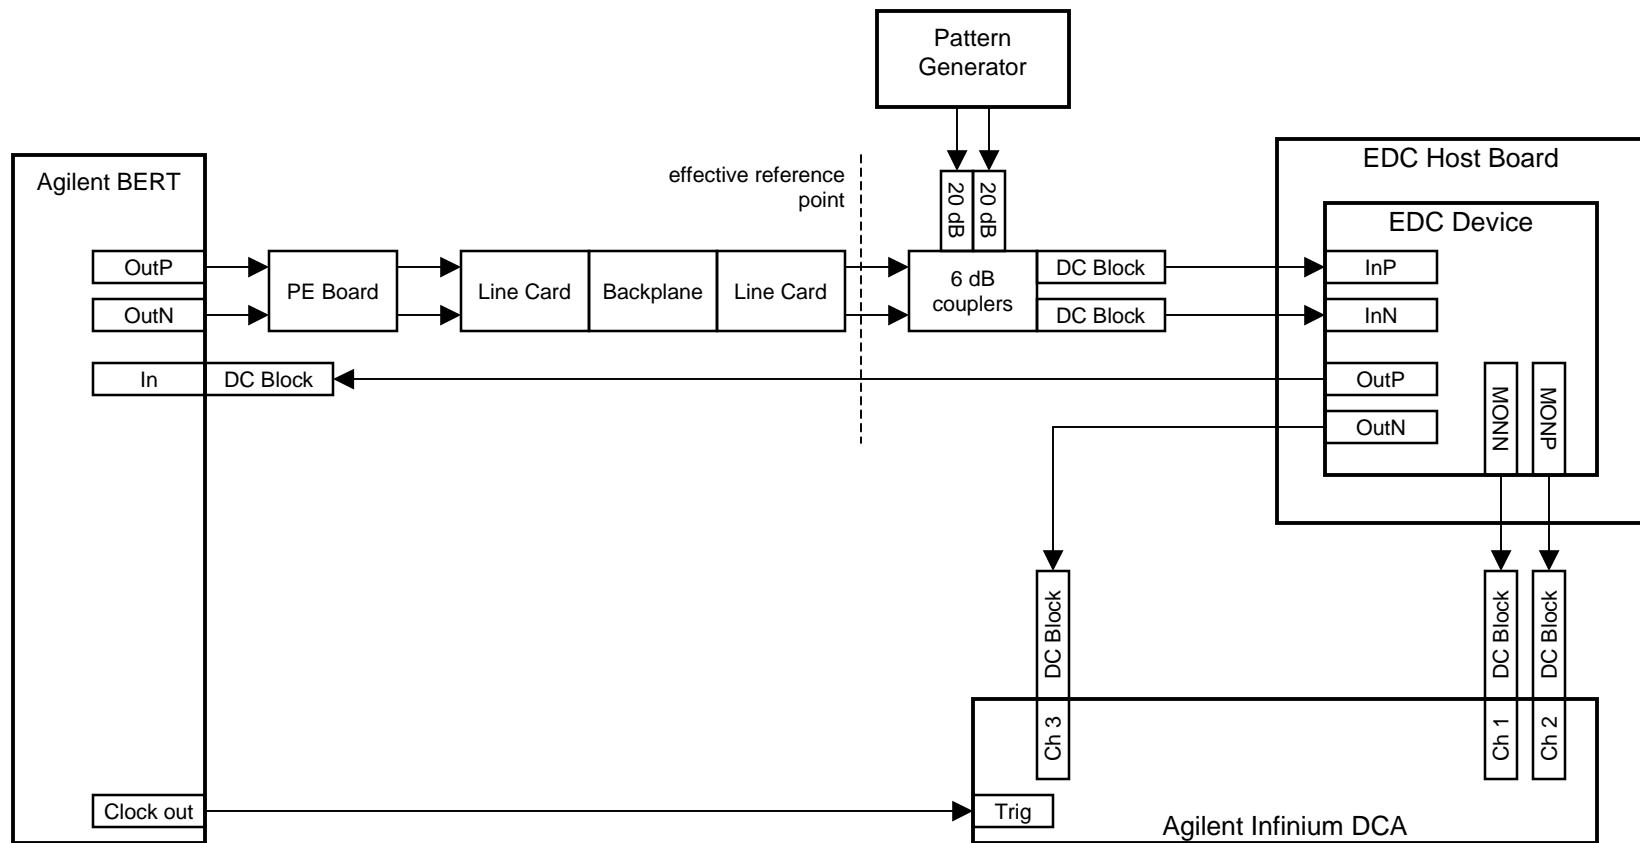 Pattern
Generator
EDC Host Board
Agilent BERT
effective reference
point
20 dB
20 dB
EDC Device
OutP
OutN
PE Board
Line Card
Backplane
Line Card
6 dB
couplers
DC Block
DC Block
InP
InN
In
DC Block
OutP
OutN
MONN
MONP
DC Block
DC Block
DC Block
Ch 3
Ch 1
Ch 2
Clock out
Trig
Agilent Infinium DCA